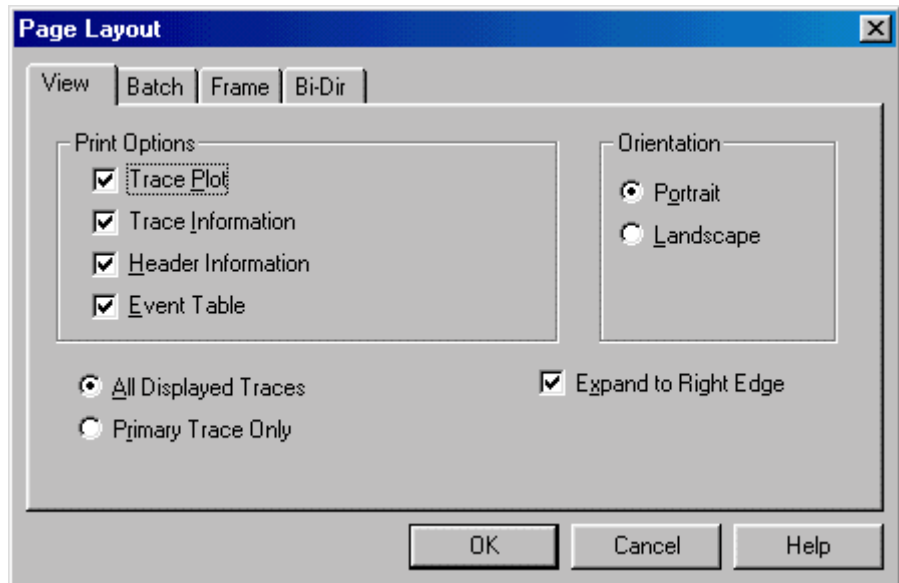 Page Layout
View Batch Frame Bi-Dir
Print Options
Trace Plot
Trace Information
Header Information
Event Table
Orientation
Portrait
Landscape
All Displayed Traces
Primary Trace Only
Expand to Right Edge
OK Cancel Help